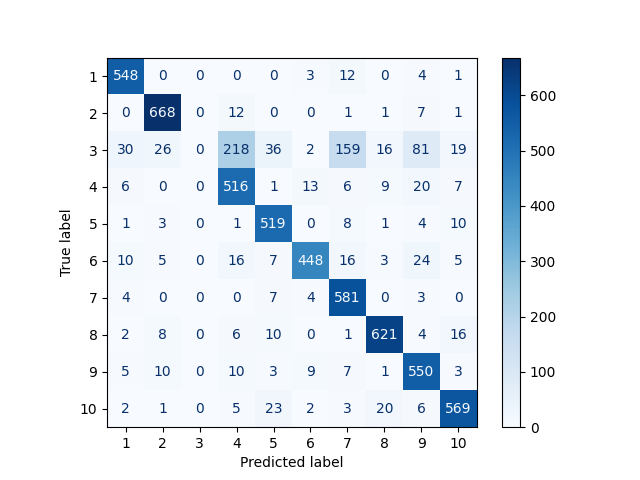 1 548 0 0 0 0 3 12 0 4 1
2 0 668 0 12 0 0 1 1 7 1
3 30 26 0 218 36 2 159 16 81 19
4 6 0 0 516 1 13 6 9 20 7
5 1 3 0 1 519 0 8 1 4 10
6 10 5 0 16 7 448 16 3 24 5
7 4 0 0 0 7 4 581 0 3 0
8 2 8 0 6 10 0 1 621 4 16
9 5 10 0 10 3 9 7 1 550 3
10 2 1 0 5 23 2 3 20 6 569
1 2 3 4 5 6 7 8 9 10
Predicted label
True label
600
500
400
300
200
100
0